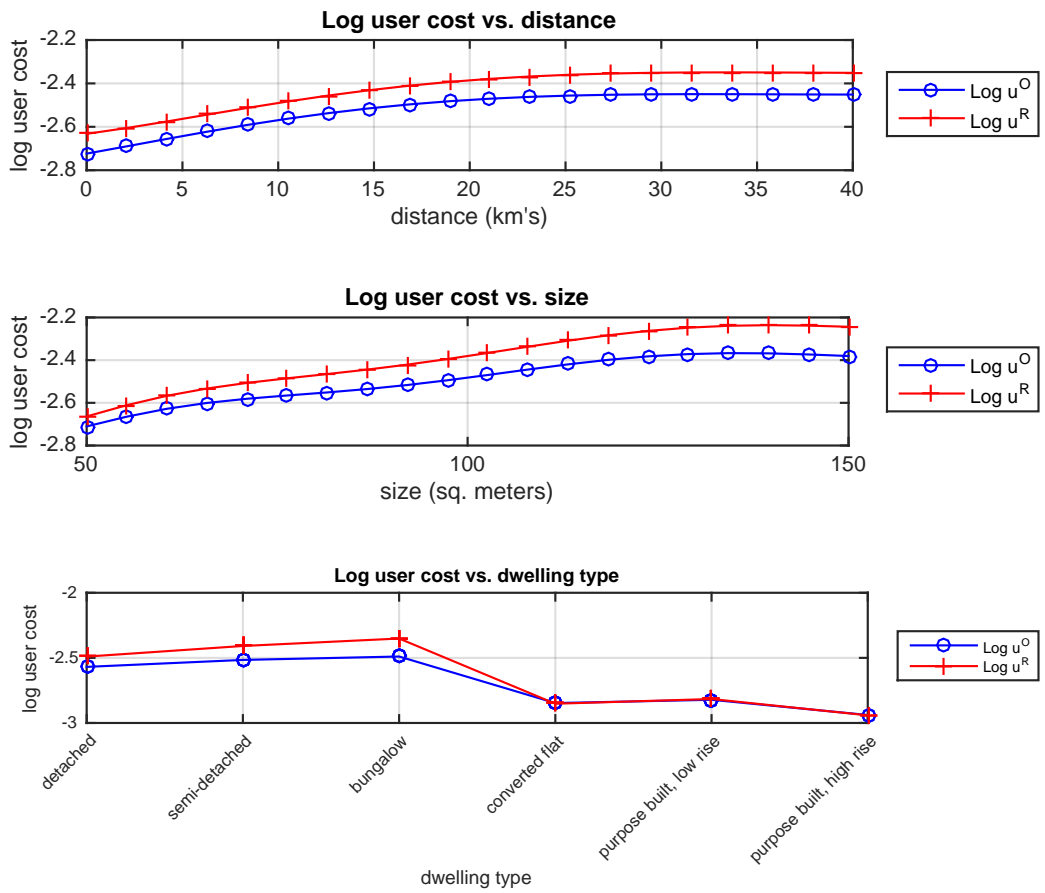 Log user cost vs. distance
log user cost
-2.2
-2.4
-2.6
-2.8
0 5 10 15 20 25 30 35 40
distance (km's)
Log u^O
Log u^R
Log user cost vs. size
log user cost
-2.2
-2.4
-2.6
-2.8
50 100 150
size (sq. meters)
Log u^O
Log u^R
Log user cost vs. dwelling type
log user cost
-2
-2.5
-3
detached
semi-detached
bungalow
converted flat
purpose built, low rise
purpose built, high rise
dwelling type
Log u^O
Log u^R